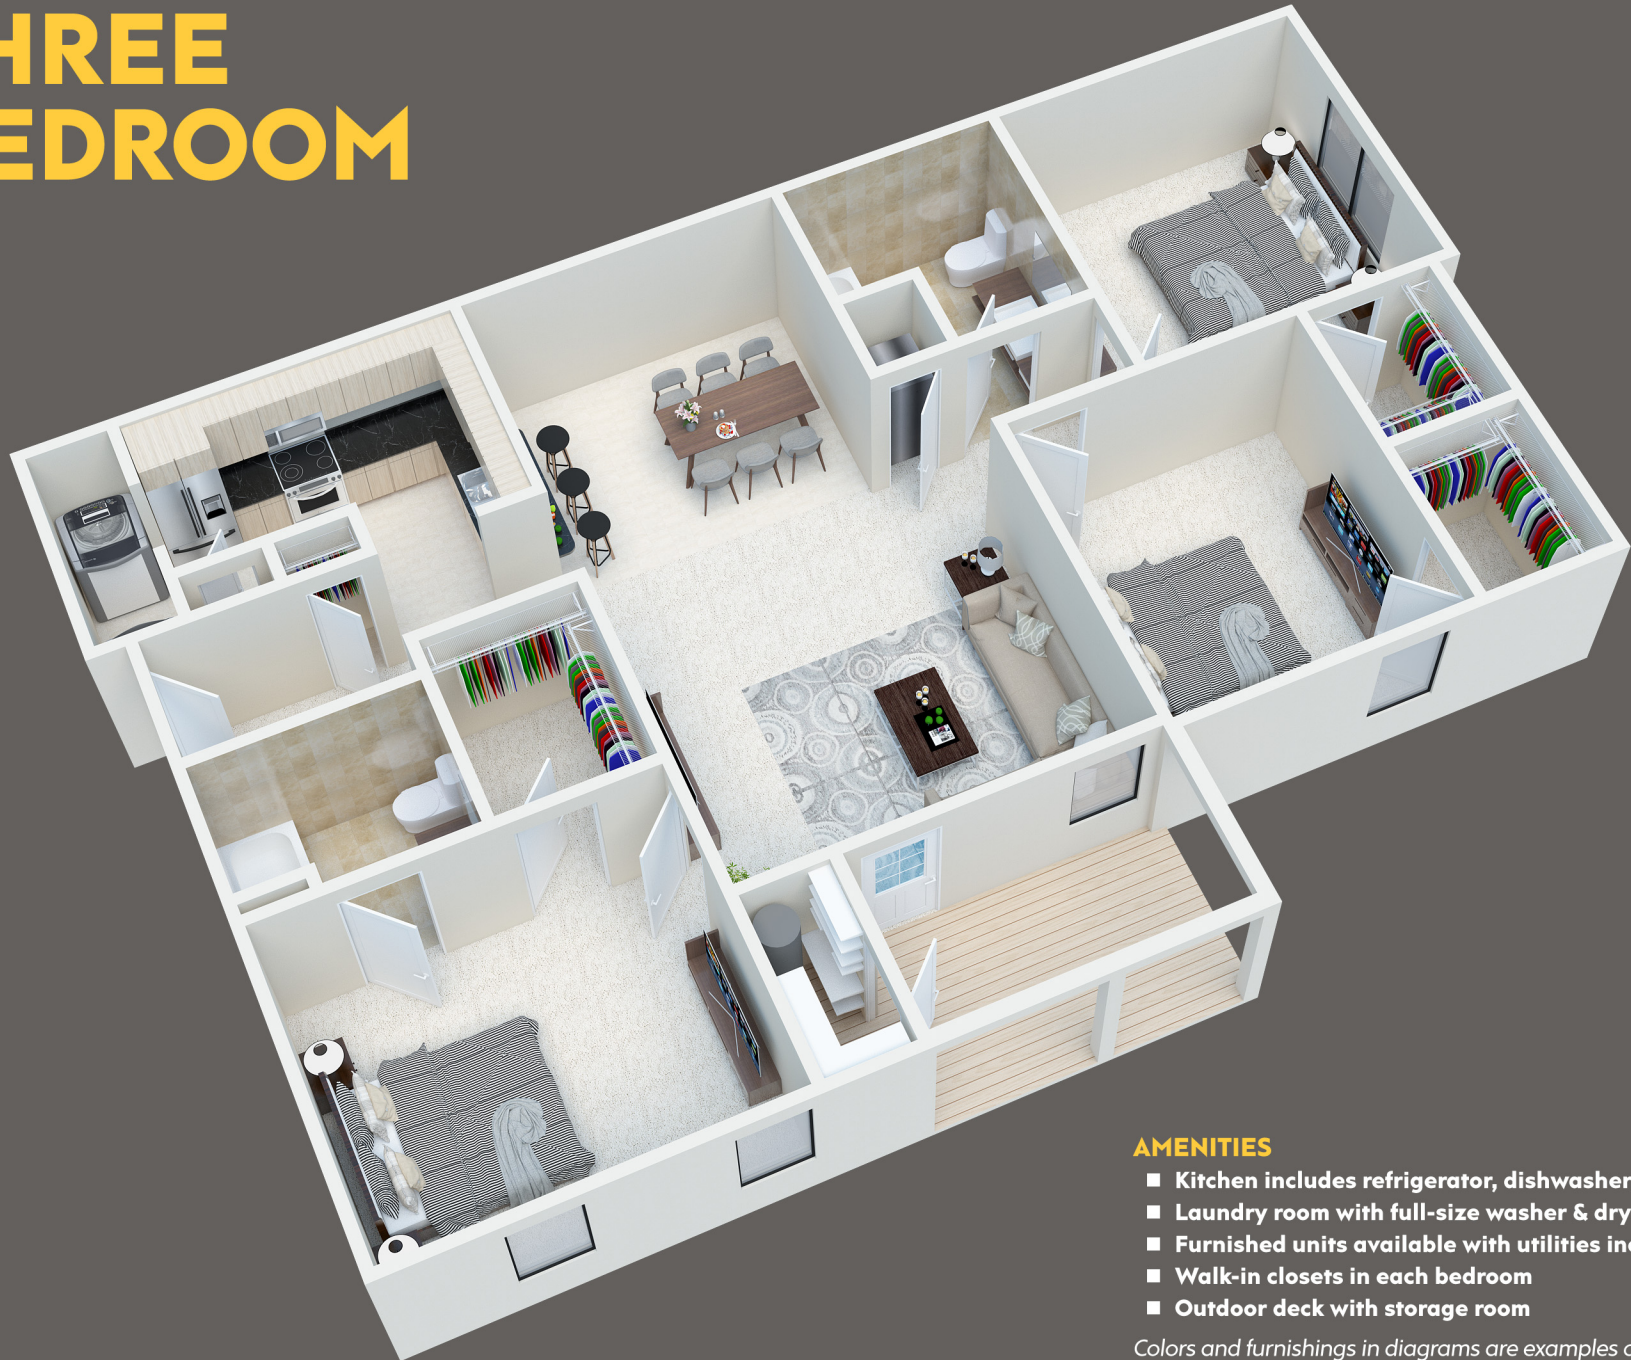 HREE
EDROOM
AMENITIES
Kitchen includes refrigerator, dishwasher
Laundry room with full-size washer & dry
Furnished units available with utilities in
Walk-in closets in each bedroom
Outdoor deck with storage room
Colors and furnishings in diagrams are examples